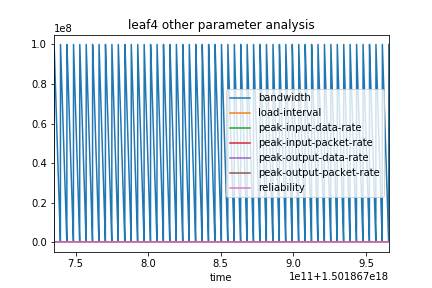 leaf4 other parameter analysis
1e8
1.0
0.8
0.6
0.4
0.2
0.0
bandwidth
load-interval
peak-input-data-rate
peak-input-packet-rate
peak-output-data-rate
peak-output-packet-rate
reliability
7.5 8.0 8.5 9.0 9.5
time
1e11+1.501867e18